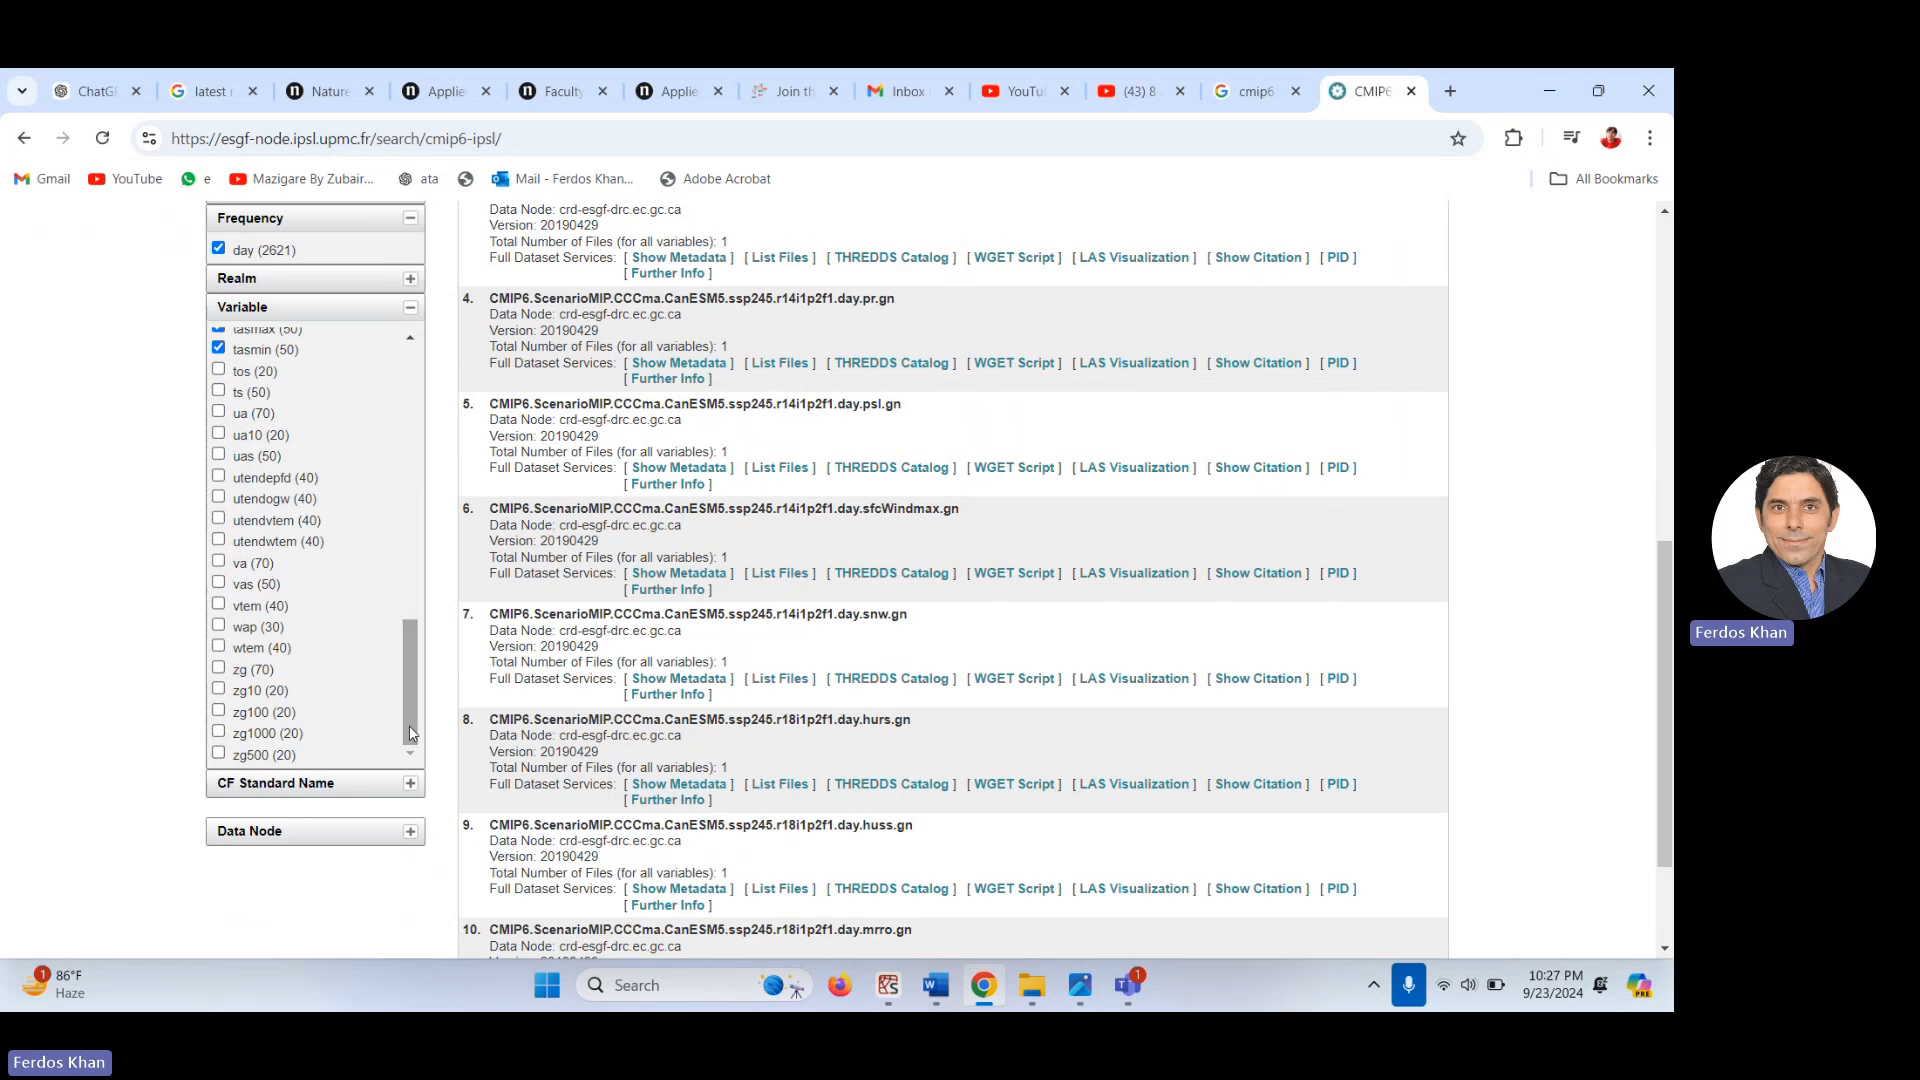 ChatG
latest
Nature
Applie
Faculty
Applie
Join th
Inbox
YouTu
(43) 8
cmip6
CMIP6
https://esgf-node.ipsl.upmc.fr/search/cmip6-ipsl/
Gmail
YouTube
e
Mazigare By Zubair...
ata
Mail - Ferdos Khan...
Adobe Acrobat
All Bookmarks
Frequency
day (2621)
Realm
Variable
tasmax (50)
tasmin (50)
tos (20)
ts (50)
ua (70)
ua10 (20)
uas (50)
utendepfd (40)
utendogw (40)
utendvtem (40)
utendwtem (40)
va (70)
vas (50)
vtem (40)
wap (30)
wtem (40)
zg (70)
zg10 (20)
zg100 (20)
zg1000 (20)
zg500 (20)
CF Standard Name
Data Node
Data Node: crd-esgf-drc.ec.gc.ca
Version: 20190429
Total Number of Files (for all variables): 1
Full Dataset Services: [ Show Metadata ] [ List Files ] [ THREDDS Catalog ] [ WGET Script ] [ LAS Visualization ] [ Show Citation ] [ PID ]
[ Further Info ]
4. CMIP6.ScenarioMIP.CCCma.CanESM5.ssp245.r14i1p2f1.day.pr.gn
Data Node: crd-esgf-drc.ec.gc.ca
Version: 20190429
Total Number of Files (for all variables): 1
Full Dataset Services: [ Show Metadata ] [ List Files ] [ THREDDS Catalog ] [ WGET Script ] [ LAS Visualization ] [ Show Citation ] [ PID ]
[ Further Info ]
5. CMIP6.ScenarioMIP.CCCma.CanESM5.ssp245.r14i1p2f1.day.psl.gn
Data Node: crd-esgf-drc.ec.gc.ca
Version: 20190429
Total Number of Files (for all variables): 1
Full Dataset Services: [ Show Metadata ] [ List Files ] [ THREDDS Catalog ] [ WGET Script ] [ LAS Visualization ] [ Show Citation ] [ PID ]
[ Further Info ]
6. CMIP6.ScenarioMIP.CCCma.CanESM5.ssp245.r14i1p2f1.day.sfcWindmax.gn
Data Node: crd-esgf-drc.ec.gc.ca
Version: 20190429
Total Number of Files (for all variables): 1
Full Dataset Services: [ Show Metadata ] [ List Files ] [ THREDDS Catalog ] [ WGET Script ] [ LAS Visualization ] [ Show Citation ] [ PID ]
[ Further Info ]
7. CMIP6.ScenarioMIP.CCCma.CanESM5.ssp245.r14i1p2f1.day.snw.gn
Data Node: crd-esgf-drc.ec.gc.ca
Version: 20190429
Total Number of Files (for all variables): 1
Full Dataset Services: [ Show Metadata ] [ List Files ] [ THREDDS Catalog ] [ WGET Script ] [ LAS Visualization ] [ Show Citation ] [ PID ]
[ Further Info ]
8. CMIP6.ScenarioMIP.CCCma.CanESM5.ssp245.r18i1p2f1.day.hurs.gn
Data Node: crd-esgf-drc.ec.gc.ca
Version: 20190429
Total Number of Files (for all variables): 1
Full Dataset Services: [ Show Metadata ] [ List Files ] [ THREDDS Catalog ] [ WGET Script ] [ LAS Visualization ] [ Show Citation ] [ PID ]
[ Further Info ]
9. CMIP6.ScenarioMIP.CCCma.CanESM5.ssp245.r18i1p2f1.day.huss.gn
Data Node: crd-esgf-drc.ec.gc.ca
Version: 20190429
Total Number of Files (for all variables): 1
Full Dataset Services: [ Show Metadata ] [ List Files ] [ THREDDS Catalog ] [ WGET Script ] [ LAS Visualization ] [ Show Citation ] [ PID ]
[ Further Info ]
10. CMIP6.ScenarioMIP.CCCma.CanESM5.ssp245.r18i1p2f1.day.mrro.gn
Data Node: crd-esgf-drc.ec.gc.ca
Ferdos Khan
1
86°F
Haze
Search
1
10:27 PM
9/23/2024
PRE
Ferdos Khan